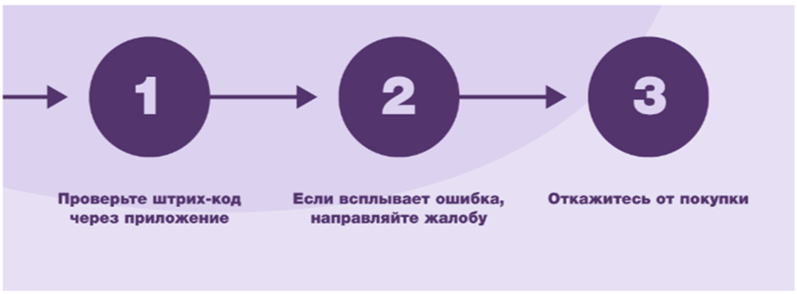 1
2
3
Проверьте штрих-код
через приложение
Если всплывает ошибка,
направляйте жалобу
Откажитесь от покупки